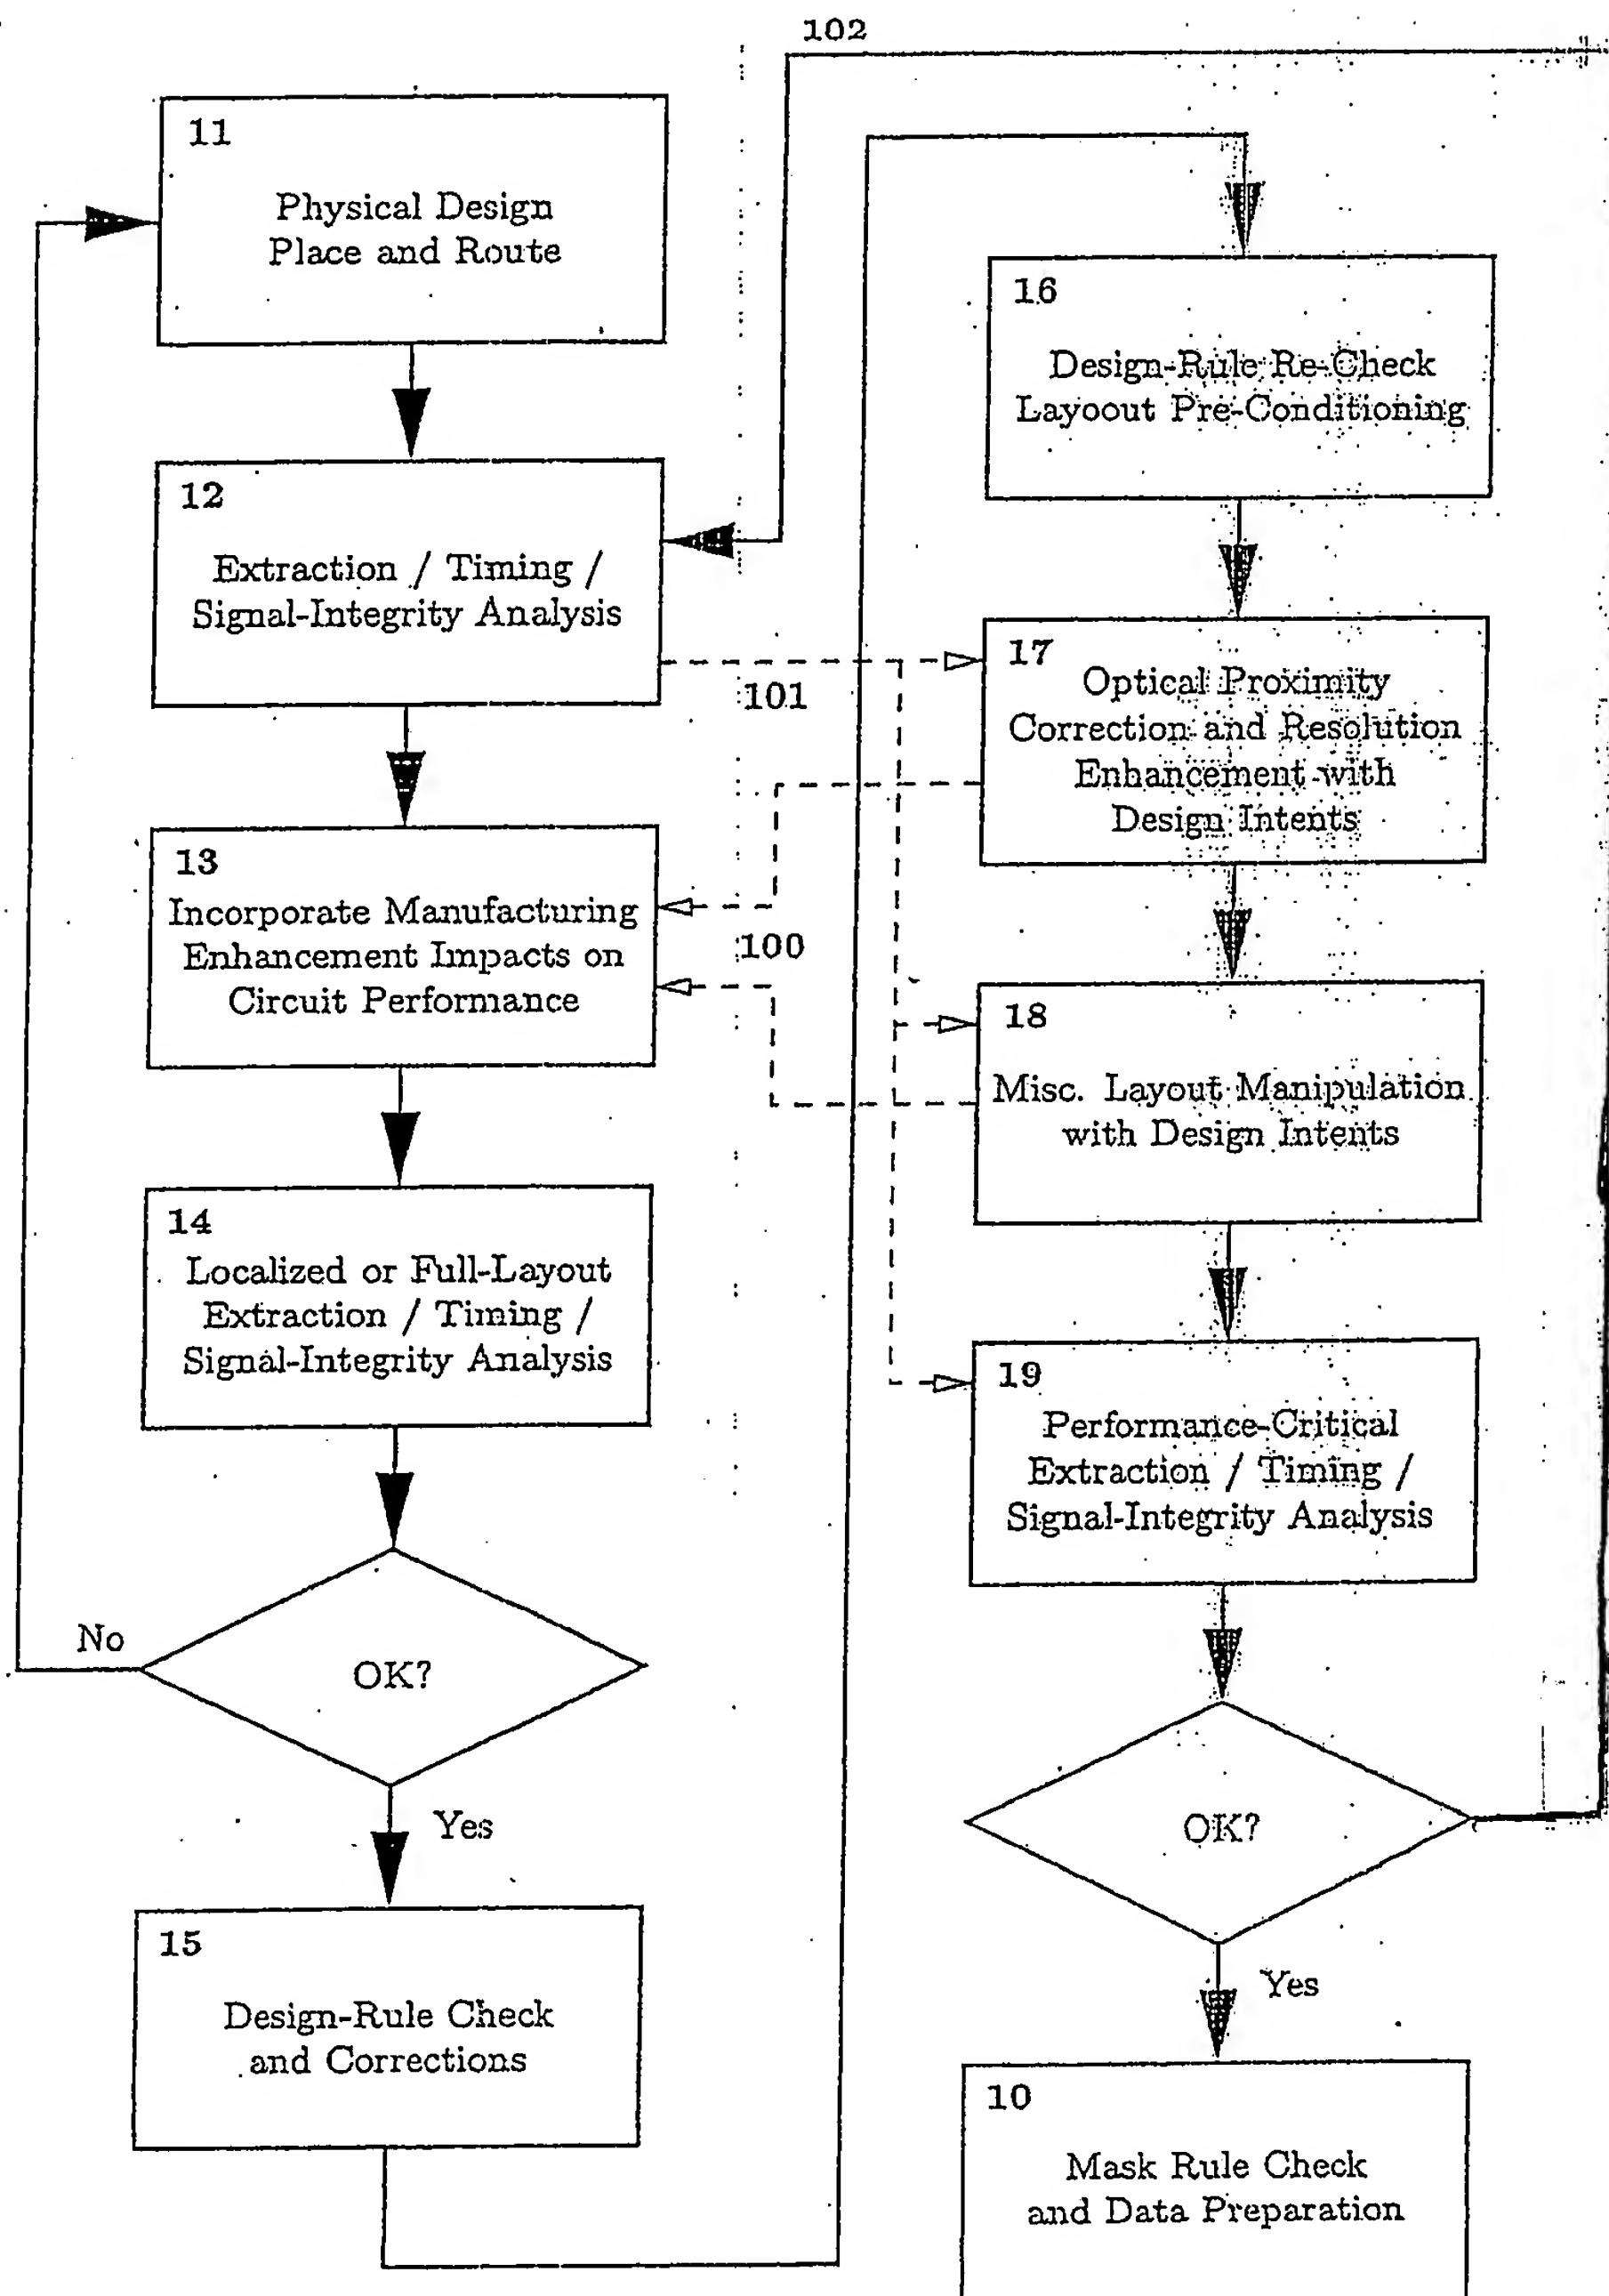 102
11
Physical Design
Place and Route
12
Extraction / Timing /
Signal-Integrity Analysis
101
13
Incorporate Manufacturing
Enhancement Impacts on
Circuit Performance
100
14
Localized or Full-Layout
Extraction / Timing /
Signal-Integrity Analysis
No
OK?
Yes
15
Design-Rule Check
and Corrections
16
Design-Rule Re-Check
Layoout Pre-Conditioning
17
Optical Proximity
Correction and Resolution
Enhancement with
Design Intents
18
Misc. Layout Manipulation
with Design Intents
19
Performance-Critical
Extraction / Timing /
Signal-Integrity Analysis
OK?
Yes
10
Mask Rule Check
and Data Preparation